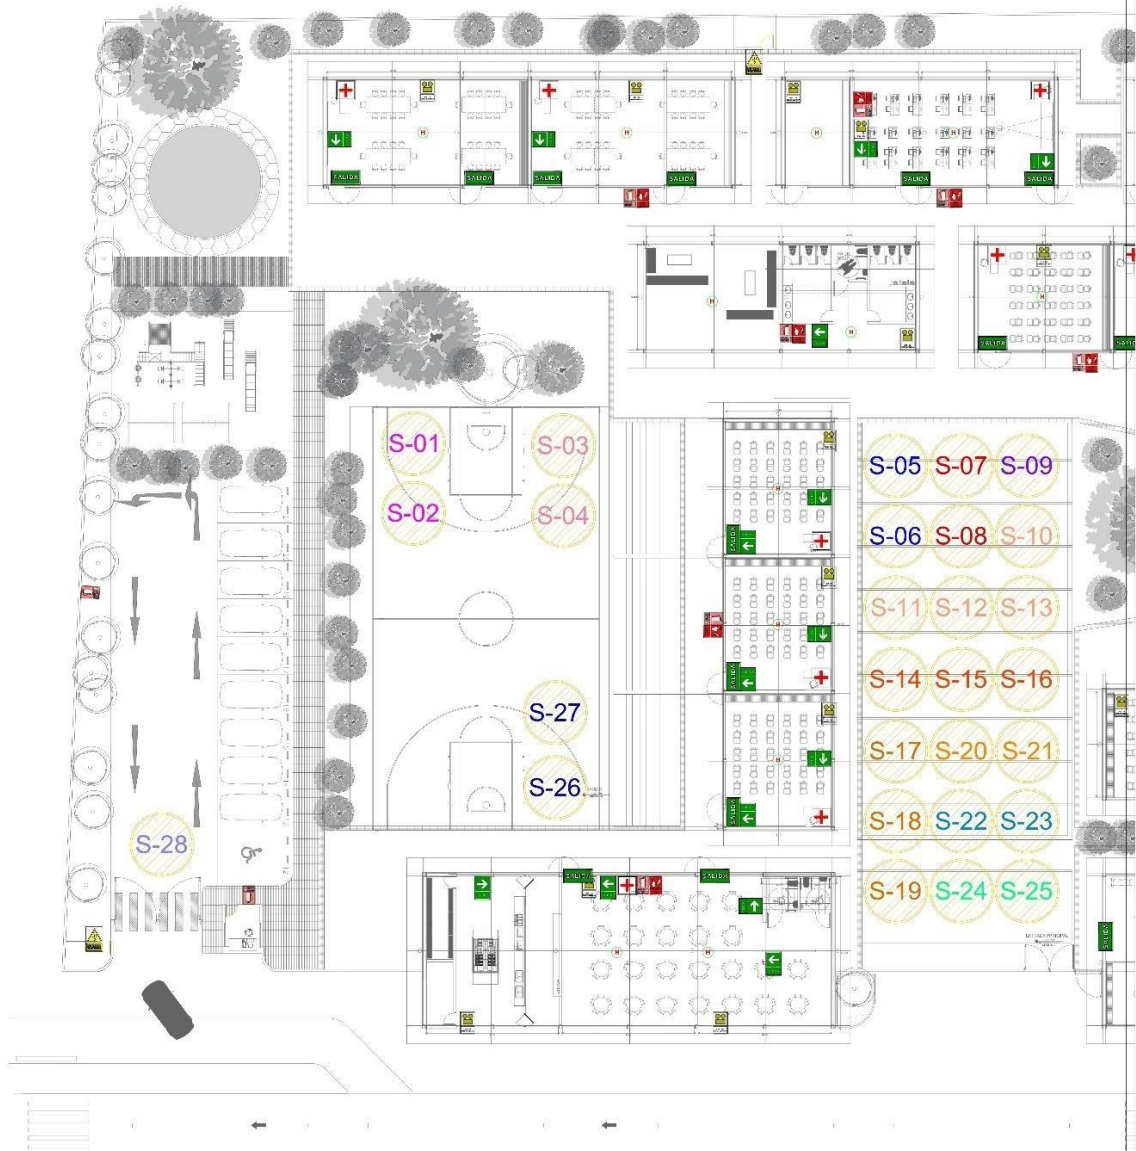 SALIDA
SALIDA
SALIDA
SALIDA
SALIDA
SALIDA
H
H
H
H
H
H
H
SALIDA
SALIDA
S-01
S-03
S-02
S-04
S-05 S-07 S-09
S-06 S-08 S-10
S-11 S-12 S-13
S-14 S-15 S-16
S-17 S-20 S-21
S-18 S-22 S-23
S-19 S-24 S-25
H
SALIDA
H
SALIDA
H
SALIDA
S-27
S-26
S-28
SALIDA
SALIDA
H
H
SALIDA